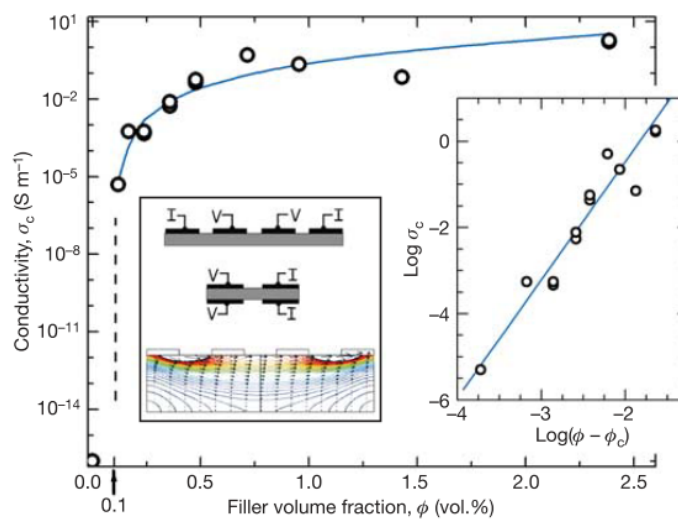 10¹
10⁻²
10⁻⁵
10⁻⁸
10⁻¹¹
10⁻¹⁴
Conductivity, σc (S m⁻¹)
0.0 0.5 1.0 1.5 2.0 2.5
0.1
Filler volume fraction, ϕ (vol.%)
I V V I
V I
V I
0
-2
-4
-6
Log σc
-4 -3 -2
Log(ϕ − ϕc)